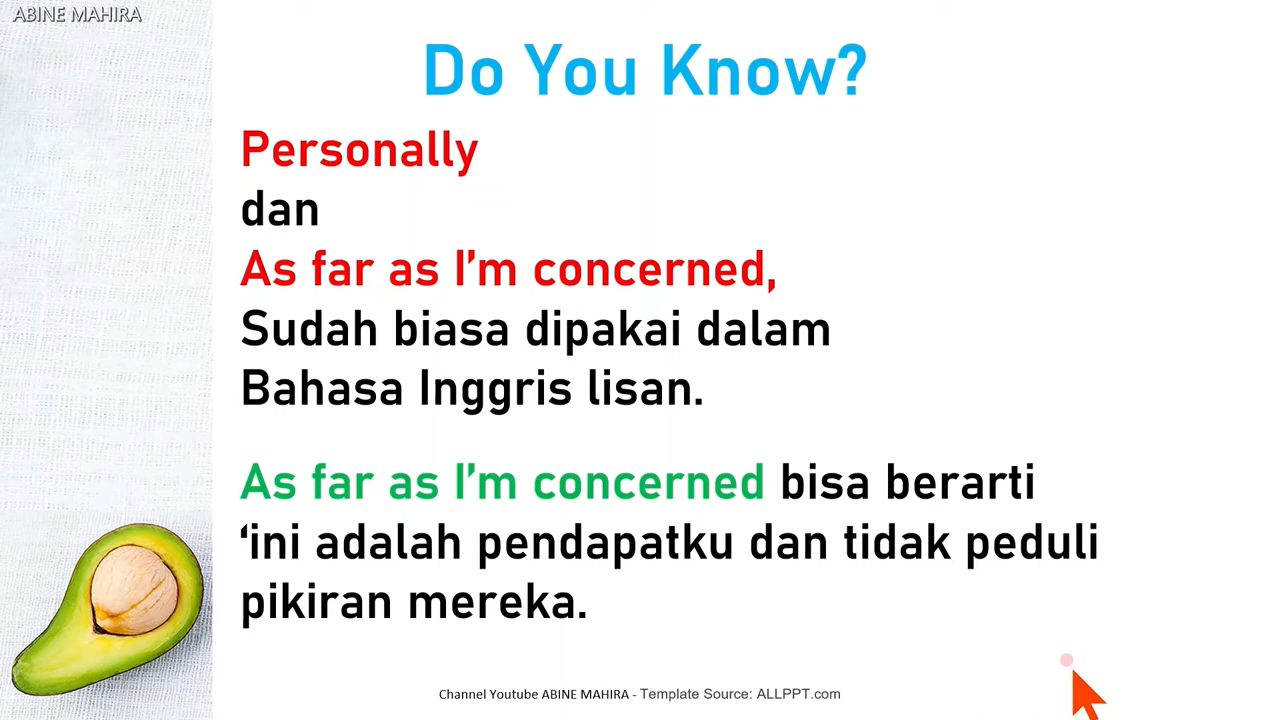 ABINE MAHIRA
Do You Know?
Personally
dan
As far as I’m concerned,
Sudah biasa dipakai dalam
Bahasa Inggris lisan.
As far as I’m concerned bisa berarti
‘ini adalah pendapatku dan tidak peduli
pikiran mereka.
Channel Youtube ABINE MAHIRA - Template Source: ALLPPT.com